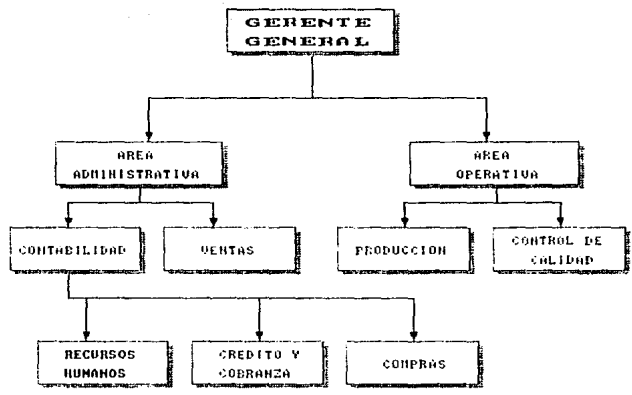 GERENTE
GENERAL
AREA
ADMINISTRATIVA
AREA
OPERATIVA
CONTABILIDAD
VENTAS
PRODUCCION
CONTROL DE
CALIDAD
RECURSOS
HUMANOS
CREDITO Y
COBRANZA
COMPRAS